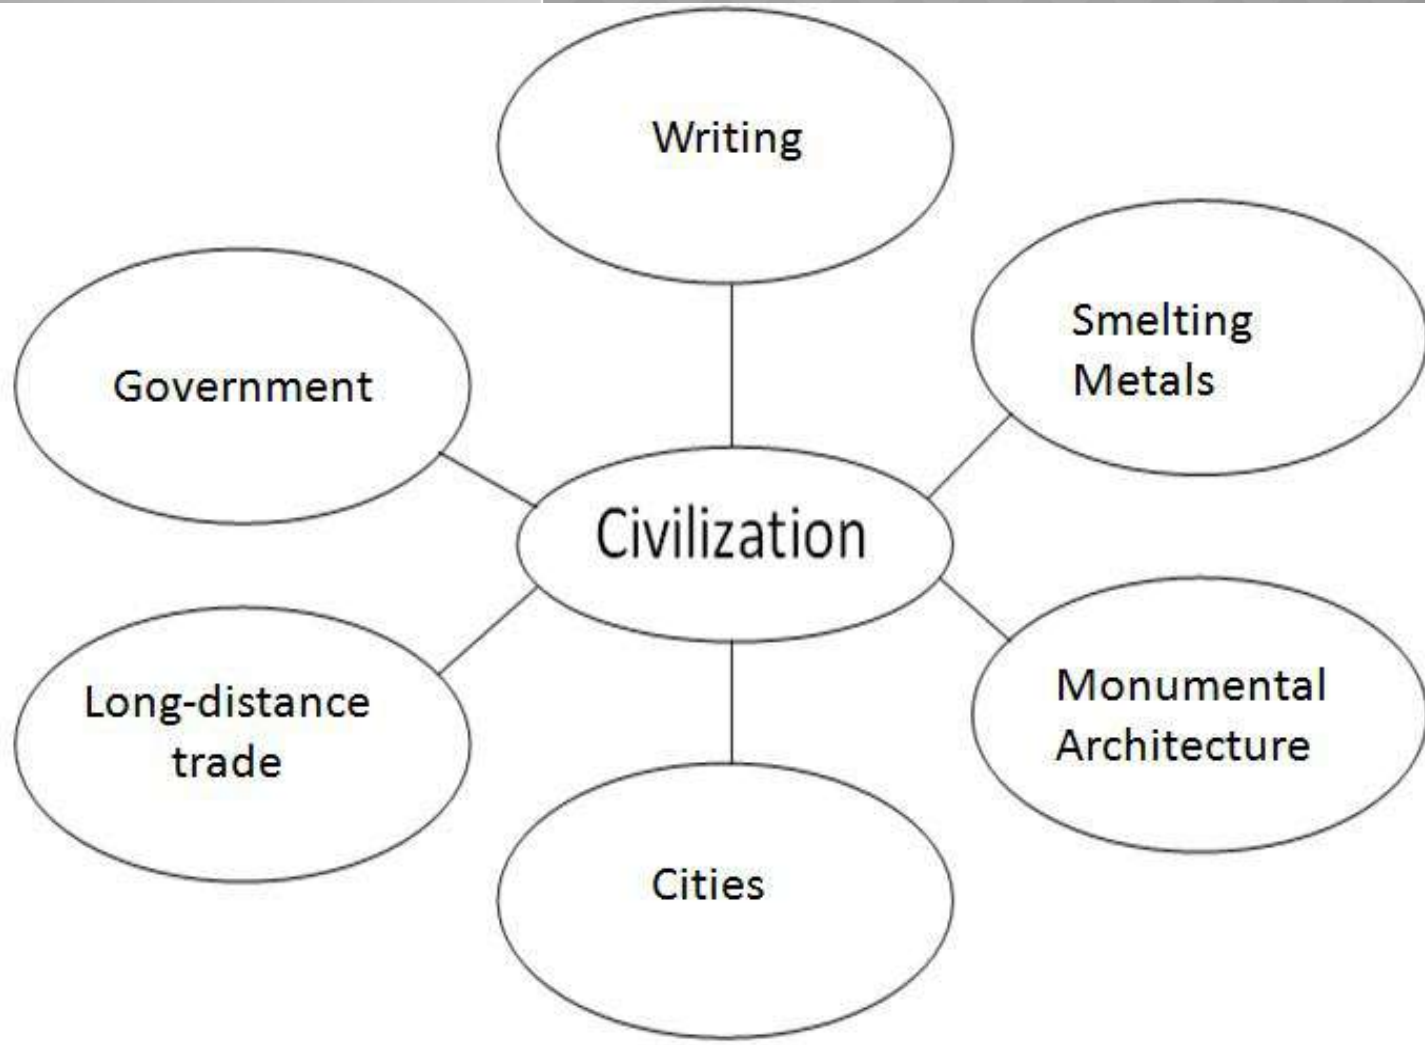 Writing
Smelting
Metals
Government
Civilization
Monumental
Architecture
Long-distance
trade
Cities